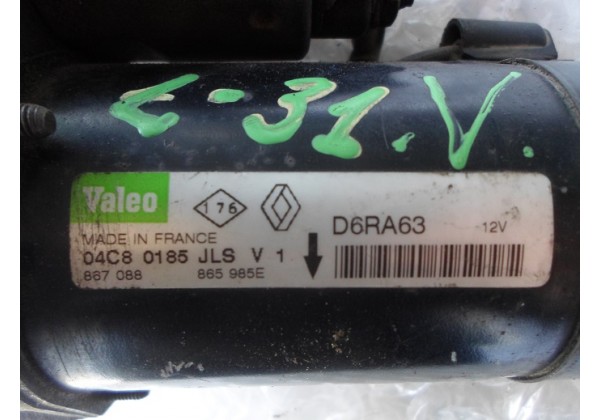 L-31.V.
Valeo 176 D6RA63 12V
MADE IN FRANCE
04C8 0185 JLS V 1
867 088 865 985E